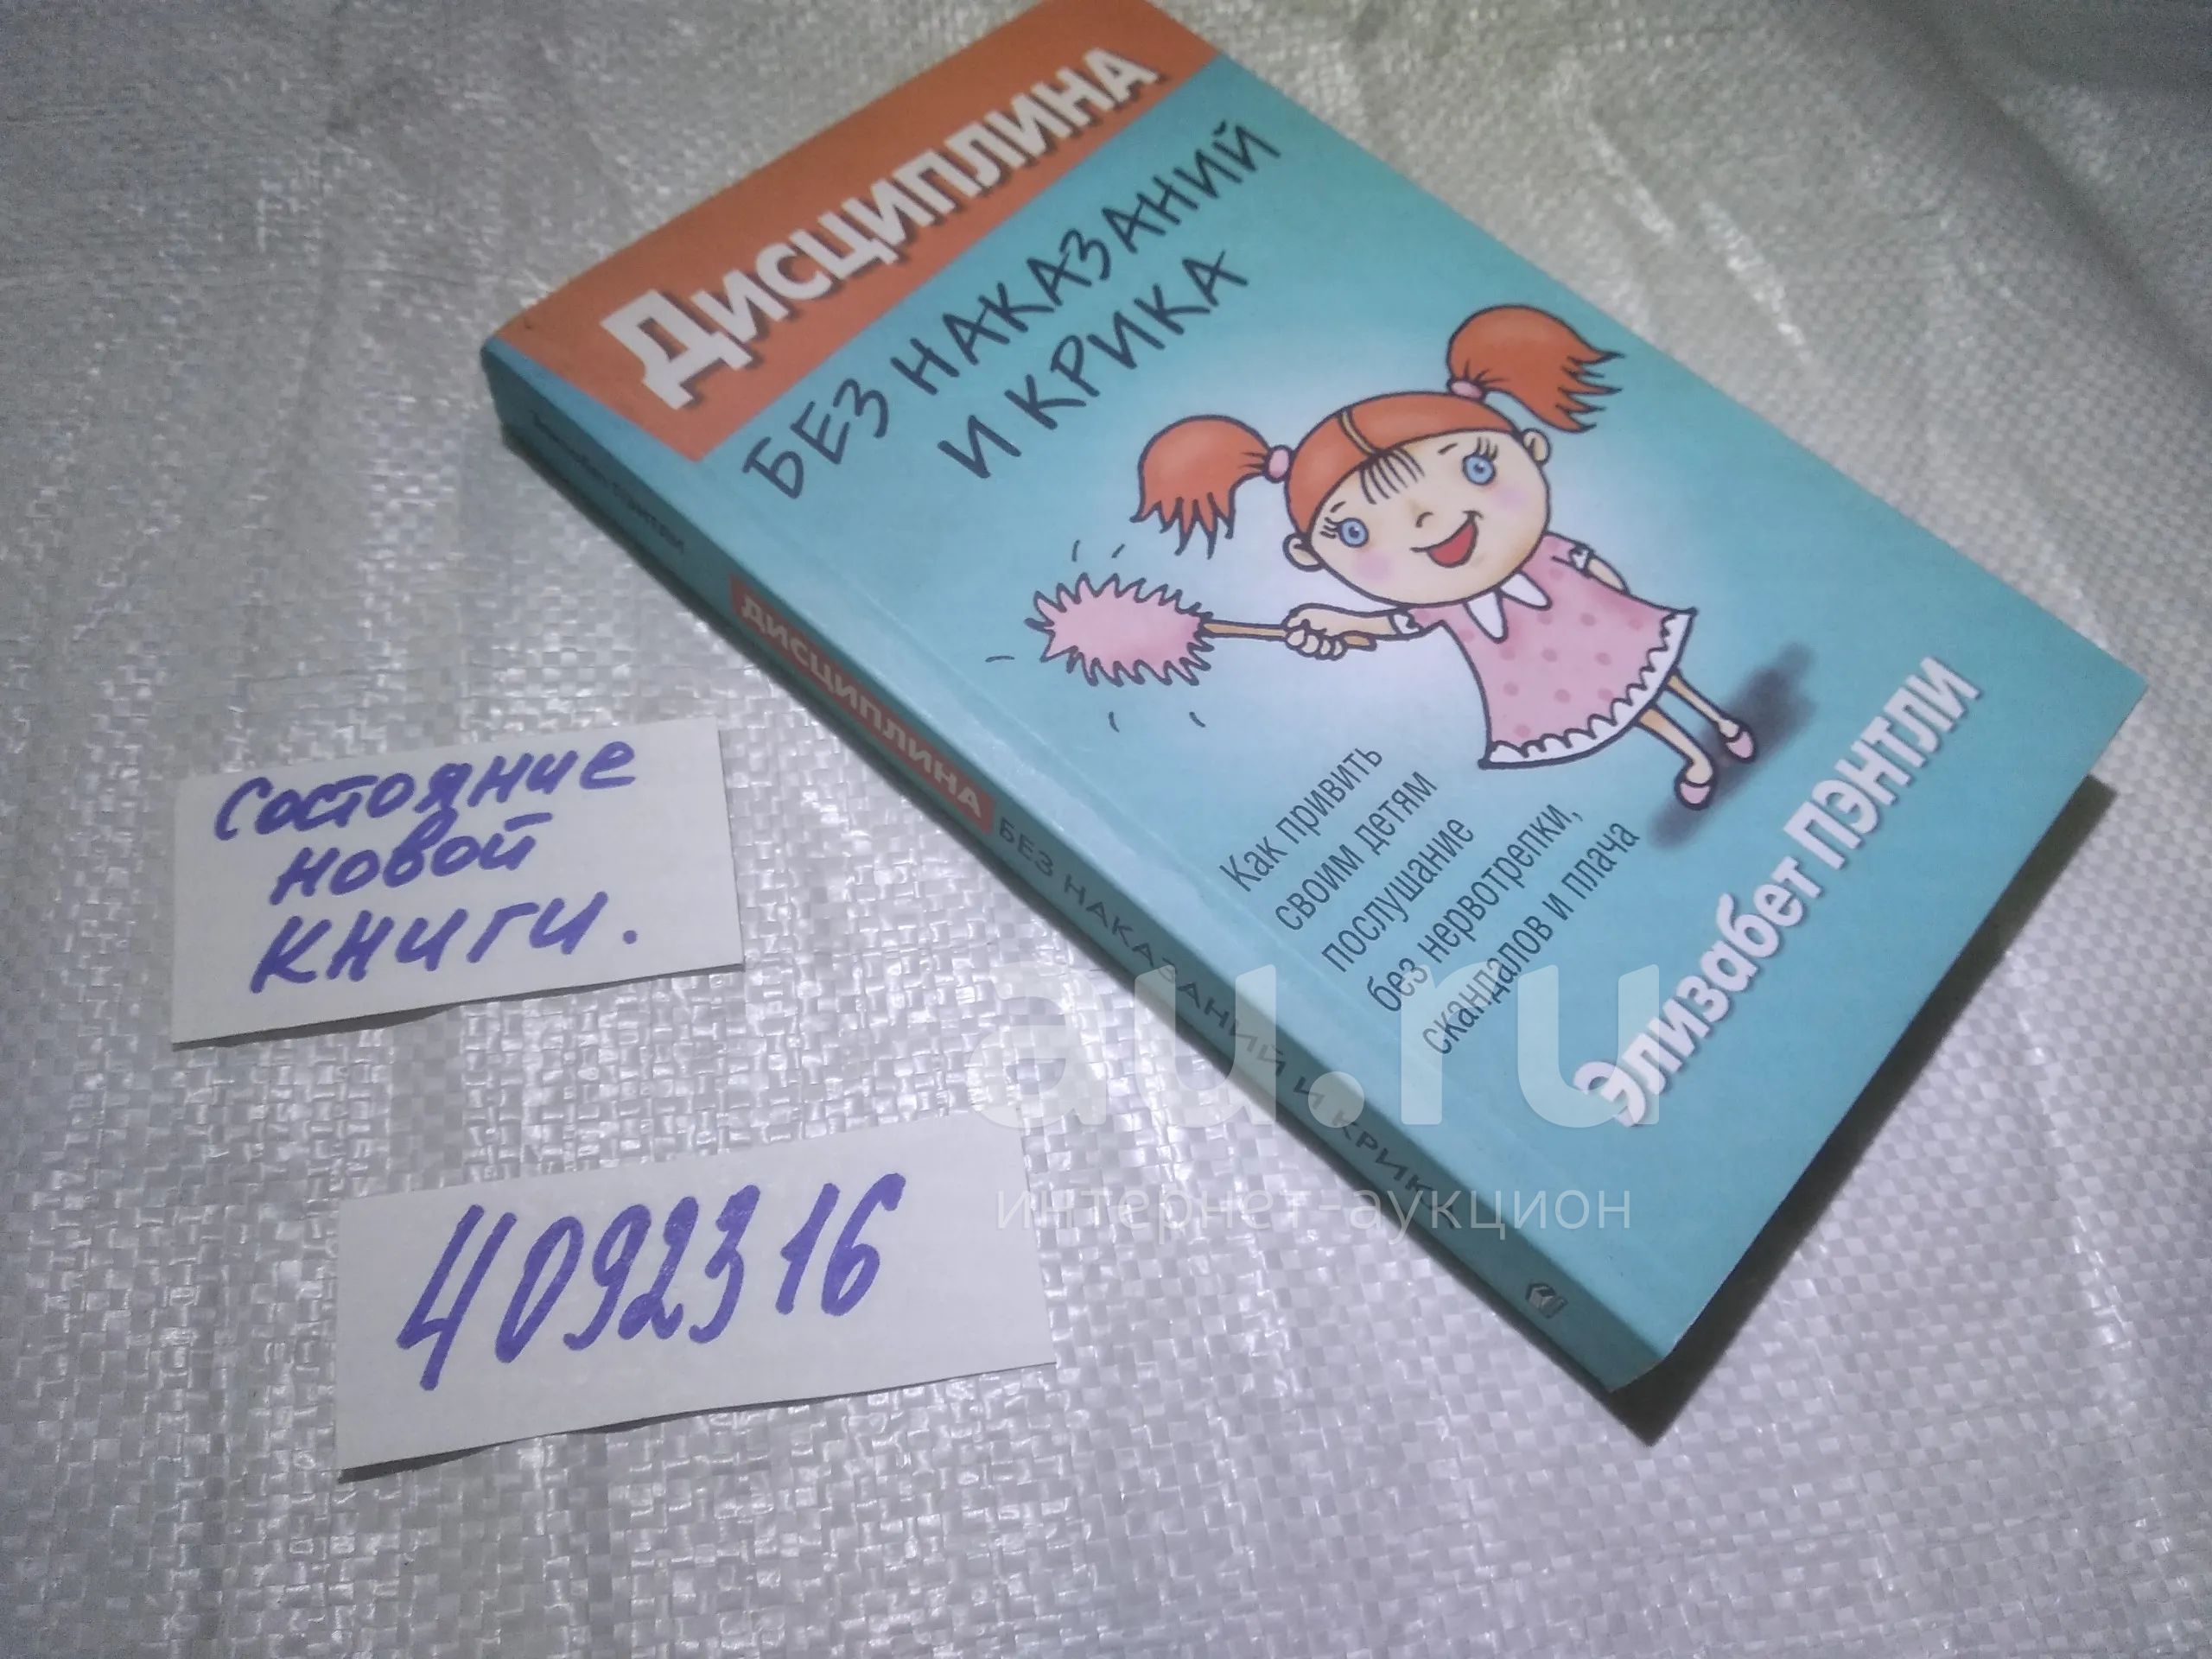 Дисциплина
БЕЗ НАКАЗАНИЙ
И КРИКА
Как привить
своим детям
послушание
без нервотрепки,
скандалов и плача
Элизабет ПЭНТЛИ
ДИСЦИПЛИНА БЕЗ НАКАЗАНИЙ И КРИКА
Состояние
новой
книги.
4092316
au.ru
интернет-аукцион